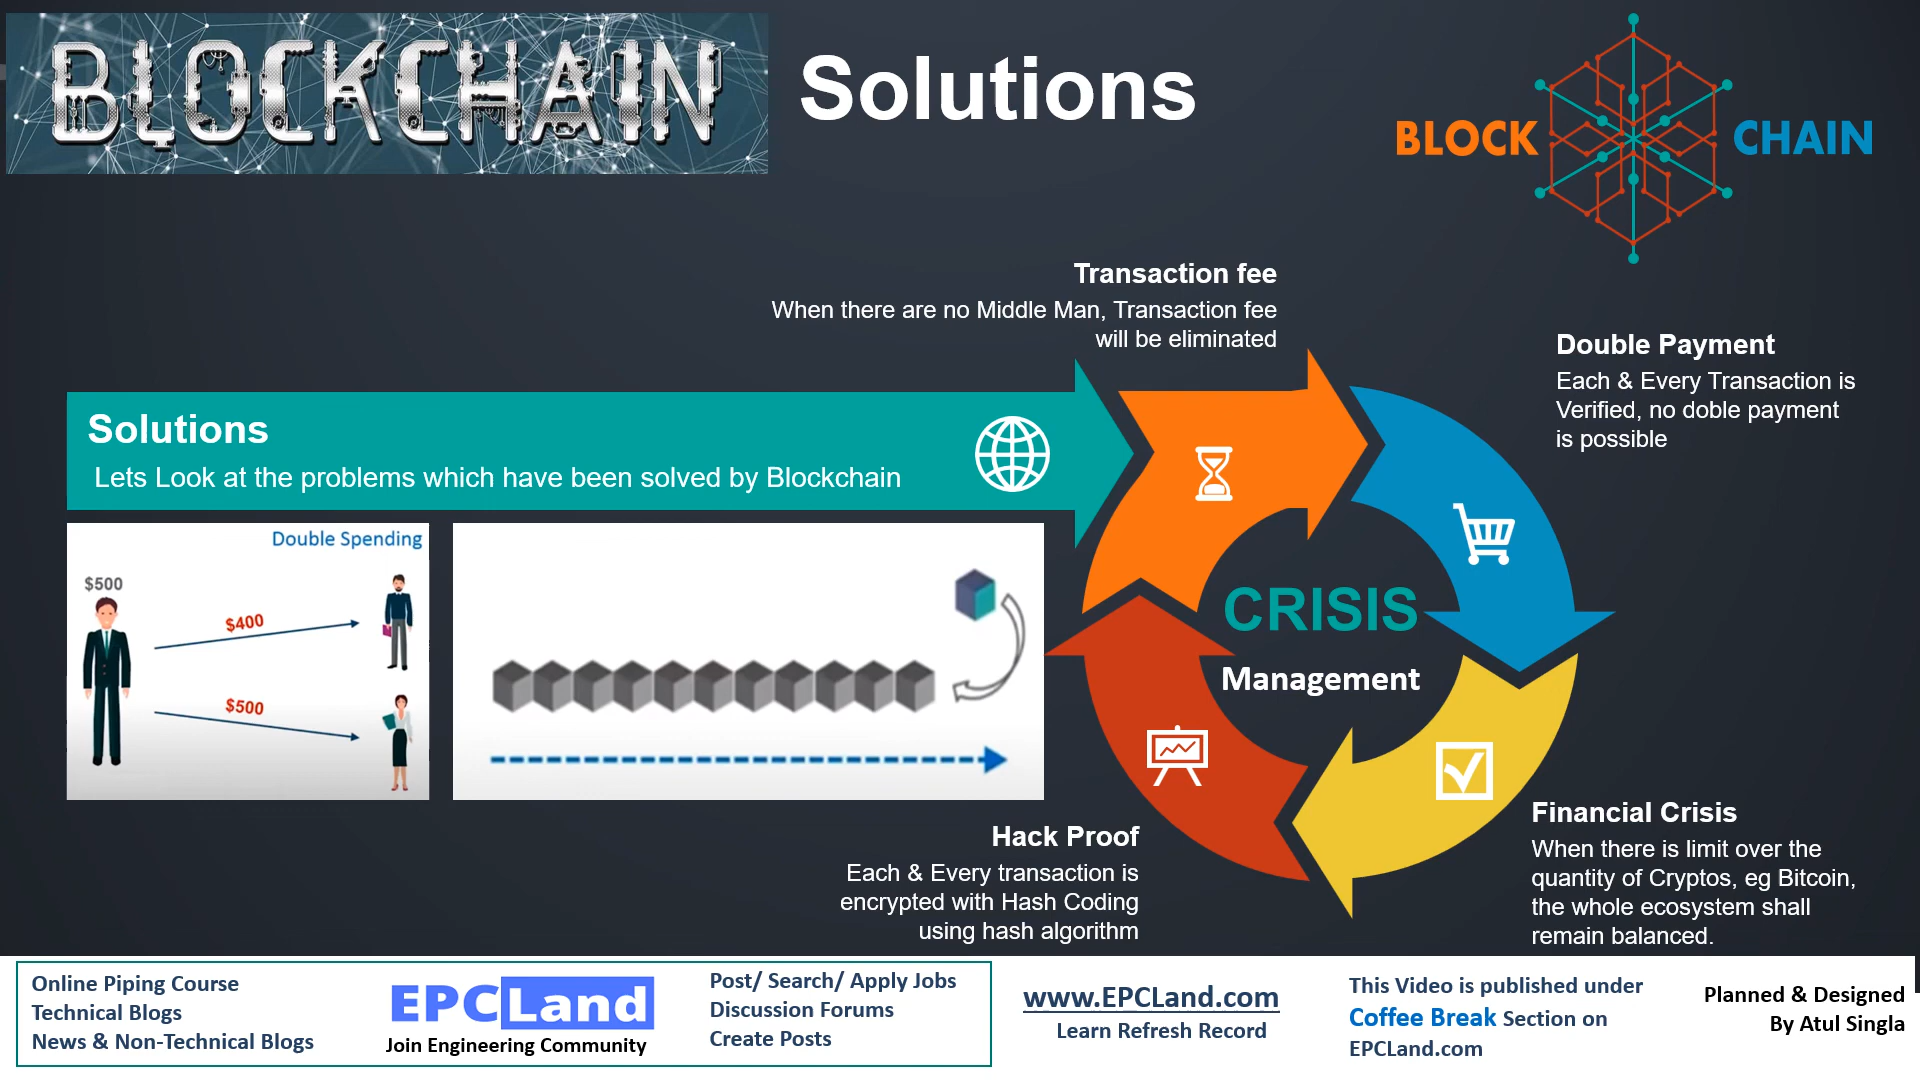 BLOCKCHAIN
Solutions
BLOCK CHAIN
Transaction fee
When there are no Middle Man, Transaction fee
will be eliminated
Double Payment
Each & Every Transaction is
Verified, no doble payment
is possible
Solutions
Lets Look at the problems which have been solved by Blockchain
Double Spending
$500
$400
$500
CRISIS
Management
Hack Proof
Each & Every transaction is
encrypted with Hash Coding
using hash algorithm
Financial Crisis
When there is limit over the
quantity of Cryptos, eg Bitcoin,
the whole ecosystem shall
remain balanced.
Online Piping Course
Technical Blogs
News & Non-Technical Blogs
EPCLand
Join Engineering Community
Post/ Search/ Apply Jobs
Discussion Forums
Create Posts
www.EPCLand.com
Learn Refresh Record
This Video is published under
Coffee Break Section on
EPCLand.com
Planned & Designed
By Atul Singla